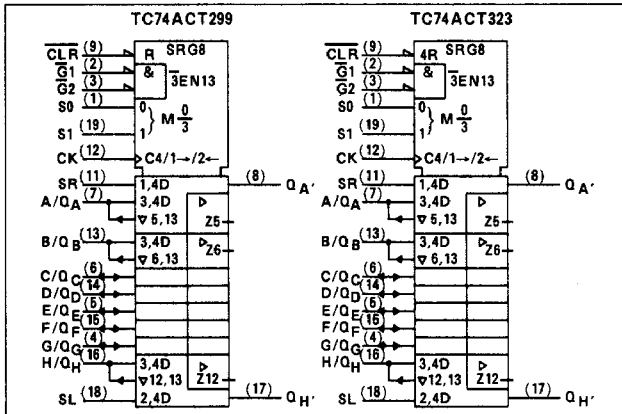 TC74ACT299 TC74ACT323
CLR (9) R SRG8 CLR (9) 4R SRG8
G1 (2) & G1 (2) &
G2 (3) 3EN13 G2 (3) 3EN13
S0 (1) 0 S0 (1) 0
} M 0/3 } M 0/3
S1 (19) 1 S1 (19) 1
CK (12) C4/1→/2← CK (12) C4/1→/2←
SR (11) 1,4D (8) QA' SR (11) 1,4D (8) QA'
A/QA (7) 3,4D ▷ A/QA (7) 3,4D ▷
▽ 5,13 Z5 ▽ 5,13 Z5
B/QB (13) 3,4D ▷ B/QB (13) 3,4D ▷
▽ 6,13 Z6 ▽ 6,13 Z6
C/QC (6) C/QC (6)
D/QD (14) D/QD (14)
E/QE (5) E/QE (5)
F/QF (15) F/QF (15)
G/QG (4) G/QG (4)
H/QH (16) 3,4D ▷ H/QH (16) 3,4D ▷
▽ 12,13 Z12 ▽ 12,13 Z12
SL (18) 2,4D (17) QH' SL (18) 2,4D (17) QH'